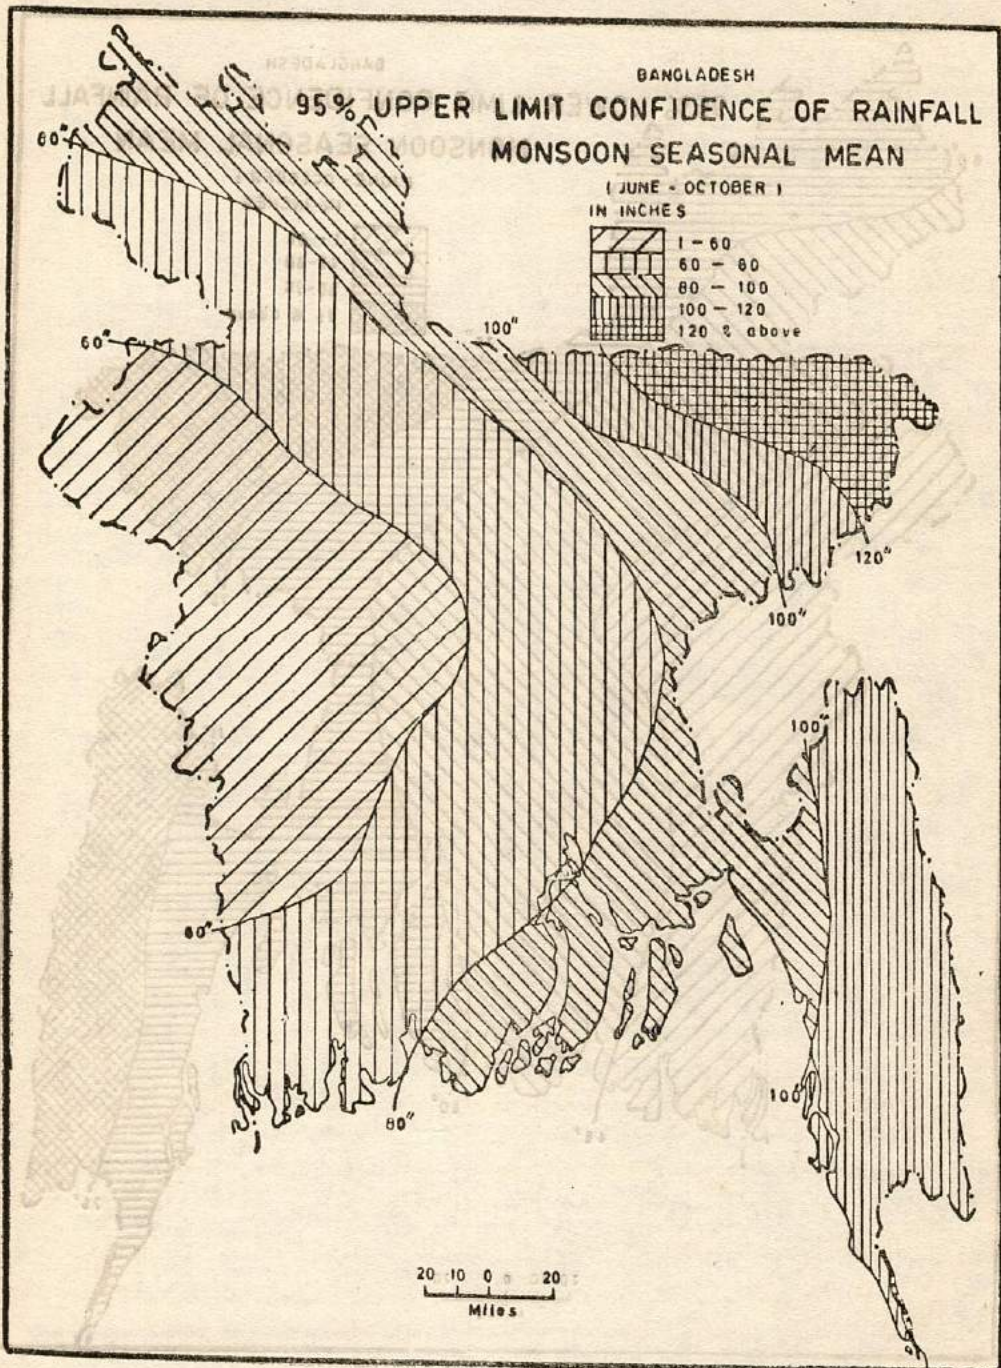 BANGLADESH
95% UPPER LIMIT CONFIDENCE OF RAINFALL
MONSOON SEASONAL MEAN
( JUNE - OCTOBER )
IN INCHES
1 - 60
60 - 80
80 - 100
100 - 120
120 & above
80"
60"
100"
120"
100"
100"
60"
100"
80"
20 10 0 20
Miles